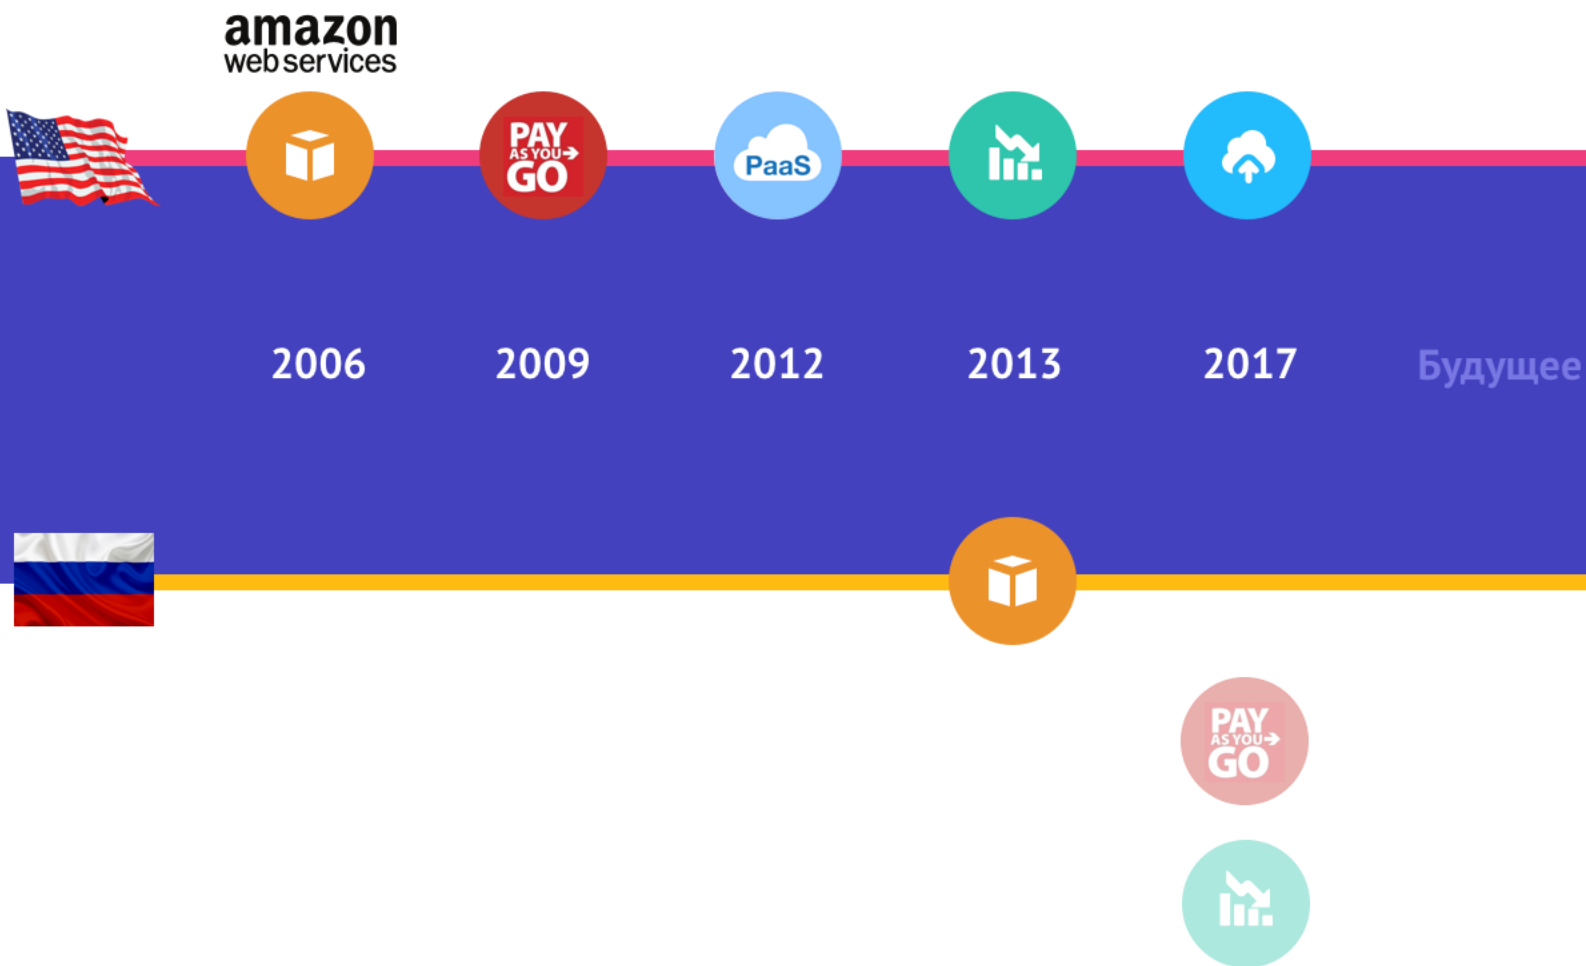 amazon
web services
PAY
AS YOU
GO
PaaS
2006
2009
2012
2013
2017
Будущее
PAY
AS YOU
GO